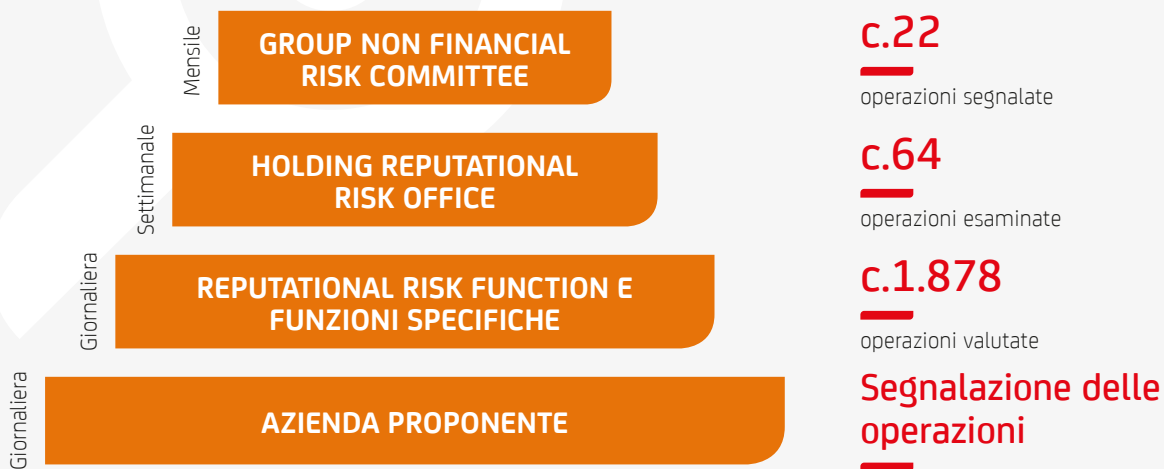 Mensile
GROUP NON FINANCIAL
RISK COMMITTEE
c.22
operazioni segnalate
Settimanale
HOLDING REPUTATIONAL
RISK OFFICE
c.64
operazioni esaminate
Giornaliera
REPUTATIONAL RISK FUNCTION E
FUNZIONI SPECIFICHE
c.1.878
operazioni valutate
Giornaliera
AZIENDA PROPONENTE
Segnalazione delle
operazioni